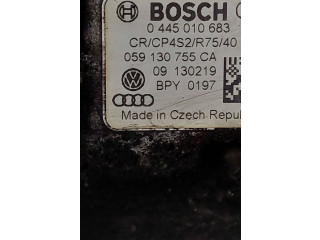 BOSCH
0 445 010 683
CR/CP4S2/R75/40
059 130 755 CA
09 130219
BPY 0197
Made in Czech Republ